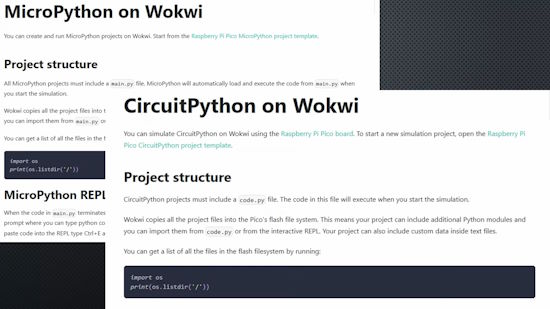 MicroPython on Wokwi
You can create and run MicroPython projects on Wokwi. Start from the Raspberry Pi Pico MicroPython project template.
Project structure
All MicroPython projects must include a main.py file. MicroPython will automatically load and execute the code from main.py when
you start the simulation.
Wokwi copies all the project files into t
you can import them from main.py o
You can get a list of all the files in the f
import os
print(os.listdir('/'))
MicroPython REPL
When the code in main.py terminates
prompt where you can type python co
paste code into the REPL type Ctrl+E a
CircuitPython on Wokwi
You can simulate CircuitPython on Wokwi using the Raspberry Pi Pico board. To start a new simulation project, open the Raspberry
Pi Pico CircuitPython project template.
Project structure
CircuitPython projects must include a code.py file. The code in this file will execute when you start the simulation.
Wokwi copies all the project files into the Pico's flash file system. This means your project can include additional Python modules and
you can import them from code.py or from the interactive REPL. Your project can also include custom data inside text files.
You can get a list of all the files in the flash filesystem by running:
import os
print(os.listdir('/'))